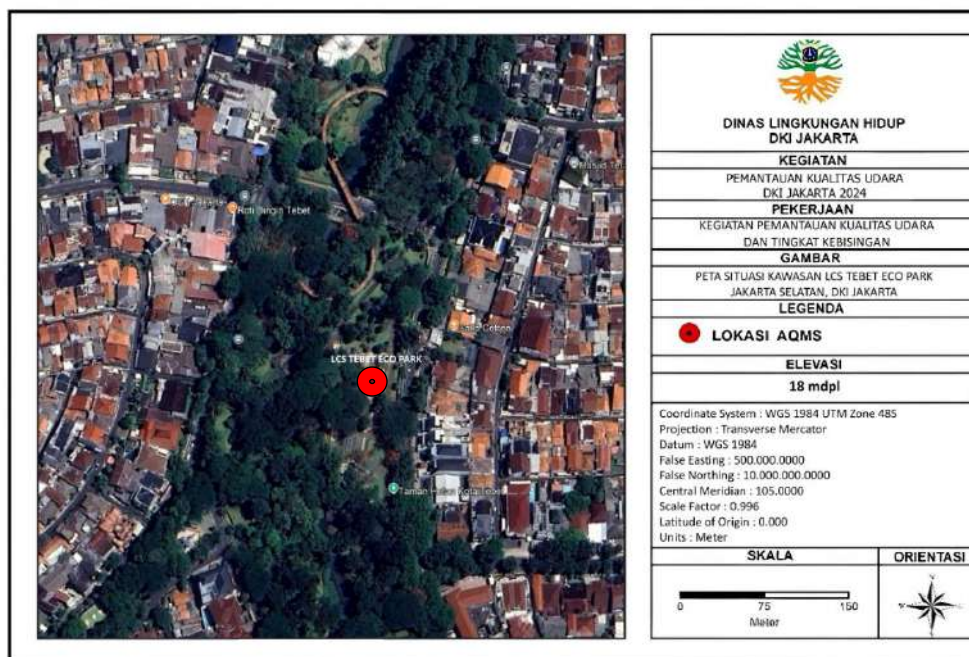 LCS TEBET ECO PARK
Roti Bungin Tebet
DINAS LINGKUNGAN HIDUP
DKI JAKARTA
KEGIATAN
PEMANTAUAN KUALITAS UDARA
DKI JAKARTA 2024
PEKERJAAN
KEGIATAN PEMANTAUAN KUALITAS UDARA
DAN TINGKAT KEBISINGAN
GAMBAR
PETA SITUASI KAWASAN LCS TEBET ECO PARK
JAKARTA SELATAN, DKI JAKARTA
LEGENDA
LOKASI AQMS
ELEVASI
18 mdpl
Coordinate System : WGS 1984 UTM Zone 48S
Projection : Transverse Mercator
Datum : WGS 1984
False Easting : 500.000.0000
False Northing : 10.000.000.0000
Central Meridian : 105.0000
Scale Factor : 0.996
Latitude of Origin : 0.000
Units : Meter
SKALA
0 75 150
Meter
ORIENTASI